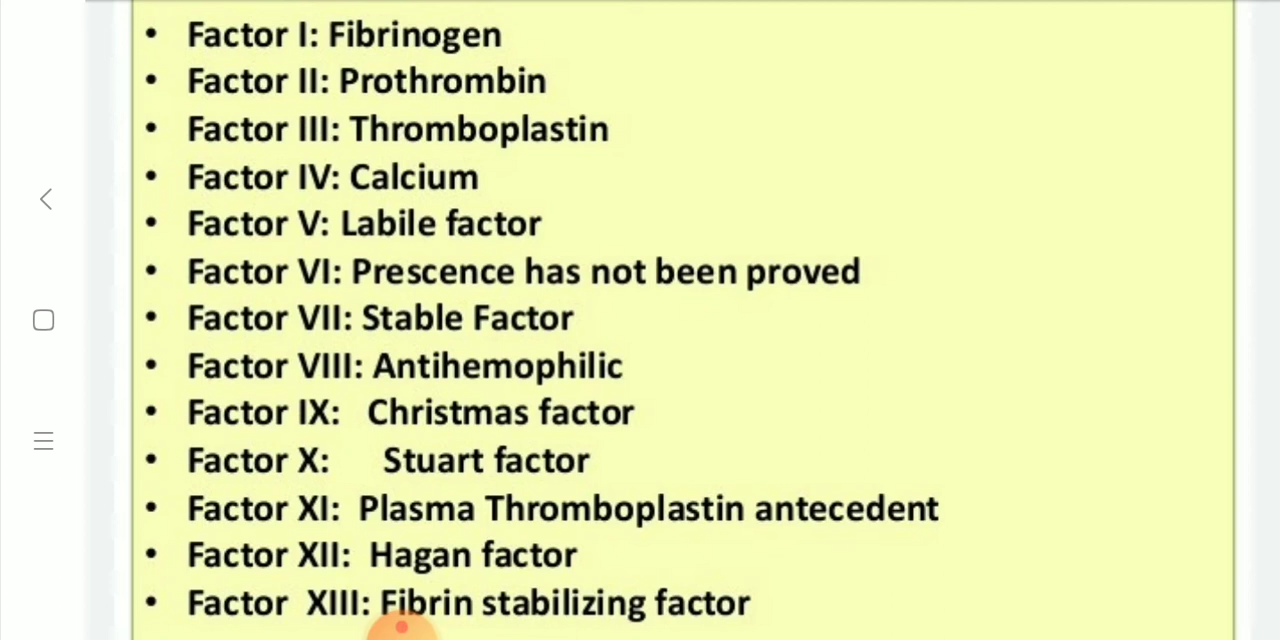 • Factor I: Fibrinogen
• Factor II: Prothrombin
• Factor III: Thromboplastin
• Factor IV: Calcium
• Factor V: Labile factor
• Factor VI: Prescence has not been proved
• Factor VII: Stable Factor
• Factor VIII: Antihemophilic
• Factor IX: Christmas factor
• Factor X: Stuart factor
• Factor XI: Plasma Thromboplastin antecedent
• Factor XII: Hagan factor
• Factor XIII: Fibrin stabilizing factor